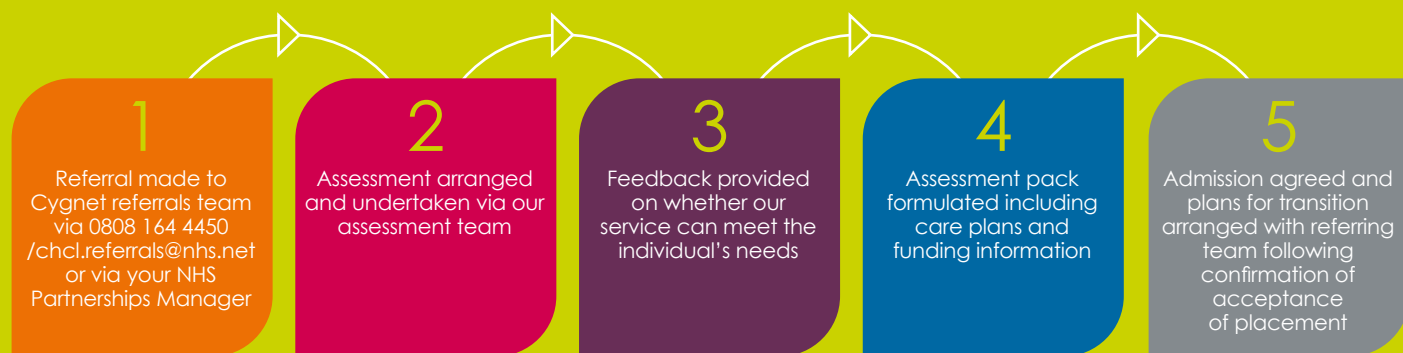 1
Referral made to
Cygnet referrals team
via 0808 164 4450
/chcl.referrals@nhs.net
or via your NHS
Partnerships Manager
2
Assessment arranged
and undertaken via our
assessment team
3
Feedback provided
on whether our
service can meet the
individual’s needs
4
Assessment pack
formulated including
care plans and
funding information
5
Admission agreed and
plans for transition
arranged with referring
team following
confirmation of
acceptance
of placement